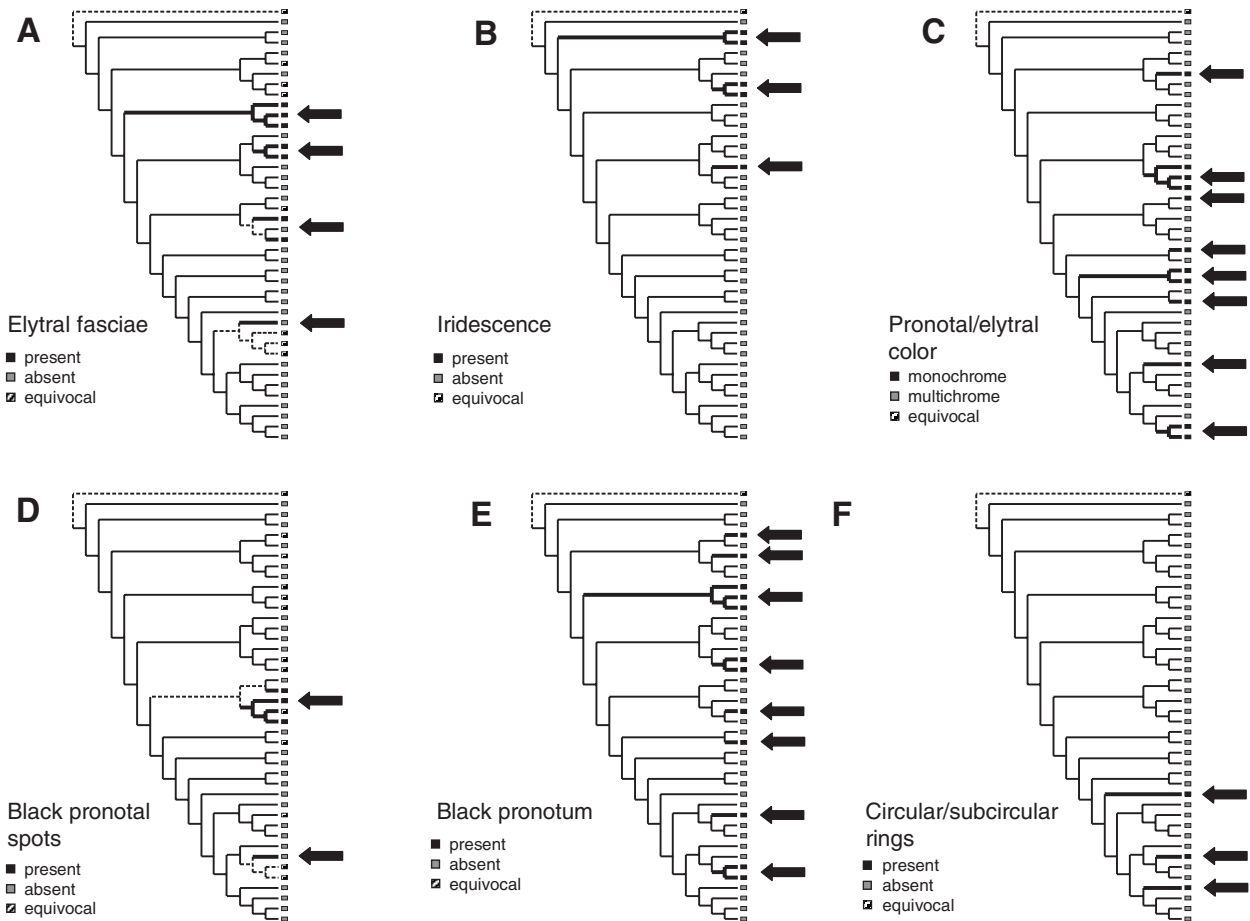 A
Elytral fasciae
present
absent
equivocal
B
Iridescence
present
absent
equivocal
C
Pronotal/elytral
color
monochrome
multichrome
equivocal
D
Black pronotal
spots
present
absent
equivocal
E
Black pronotum
present
absent
equivocal
F
Circular/subcircular
rings
present
absent
equivocal